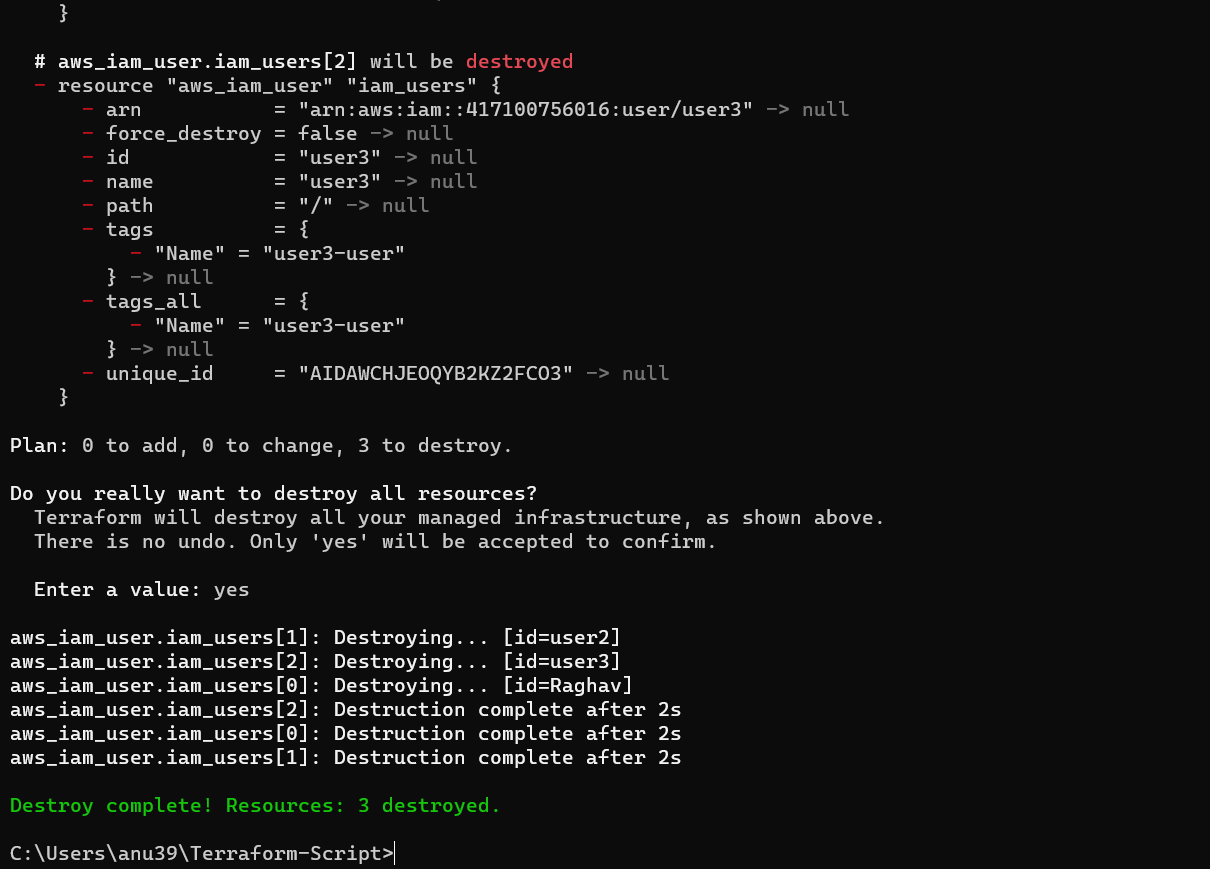 }

  # aws_iam_user.iam_users[2] will be destroyed
  - resource "aws_iam_user" "iam_users" {
      - arn           = "arn:aws:iam::417100756016:user/user3" -> null
      - force_destroy = false -> null
      - id            = "user3" -> null
      - name          = "user3" -> null
      - path          = "/" -> null
      - tags          = {
          - "Name" = "user3-user"
        } -> null
      - tags_all      = {
          - "Name" = "user3-user"
        } -> null
      - unique_id     = "AIDAWCHJEOQYB2KZ2FCO3" -> null
    }

Plan: 0 to add, 0 to change, 3 to destroy.

Do you really want to destroy all resources?
  Terraform will destroy all your managed infrastructure, as shown above.
  There is no undo. Only 'yes' will be accepted to confirm.

  Enter a value: yes

aws_iam_user.iam_users[1]: Destroying... [id=user2]
aws_iam_user.iam_users[2]: Destroying... [id=user3]
aws_iam_user.iam_users[0]: Destroying... [id=Raghav]
aws_iam_user.iam_users[2]: Destruction complete after 2s
aws_iam_user.iam_users[0]: Destruction complete after 2s
aws_iam_user.iam_users[1]: Destruction complete after 2s

Destroy complete! Resources: 3 destroyed.

C:\Users\anu39\Terraform-Script>